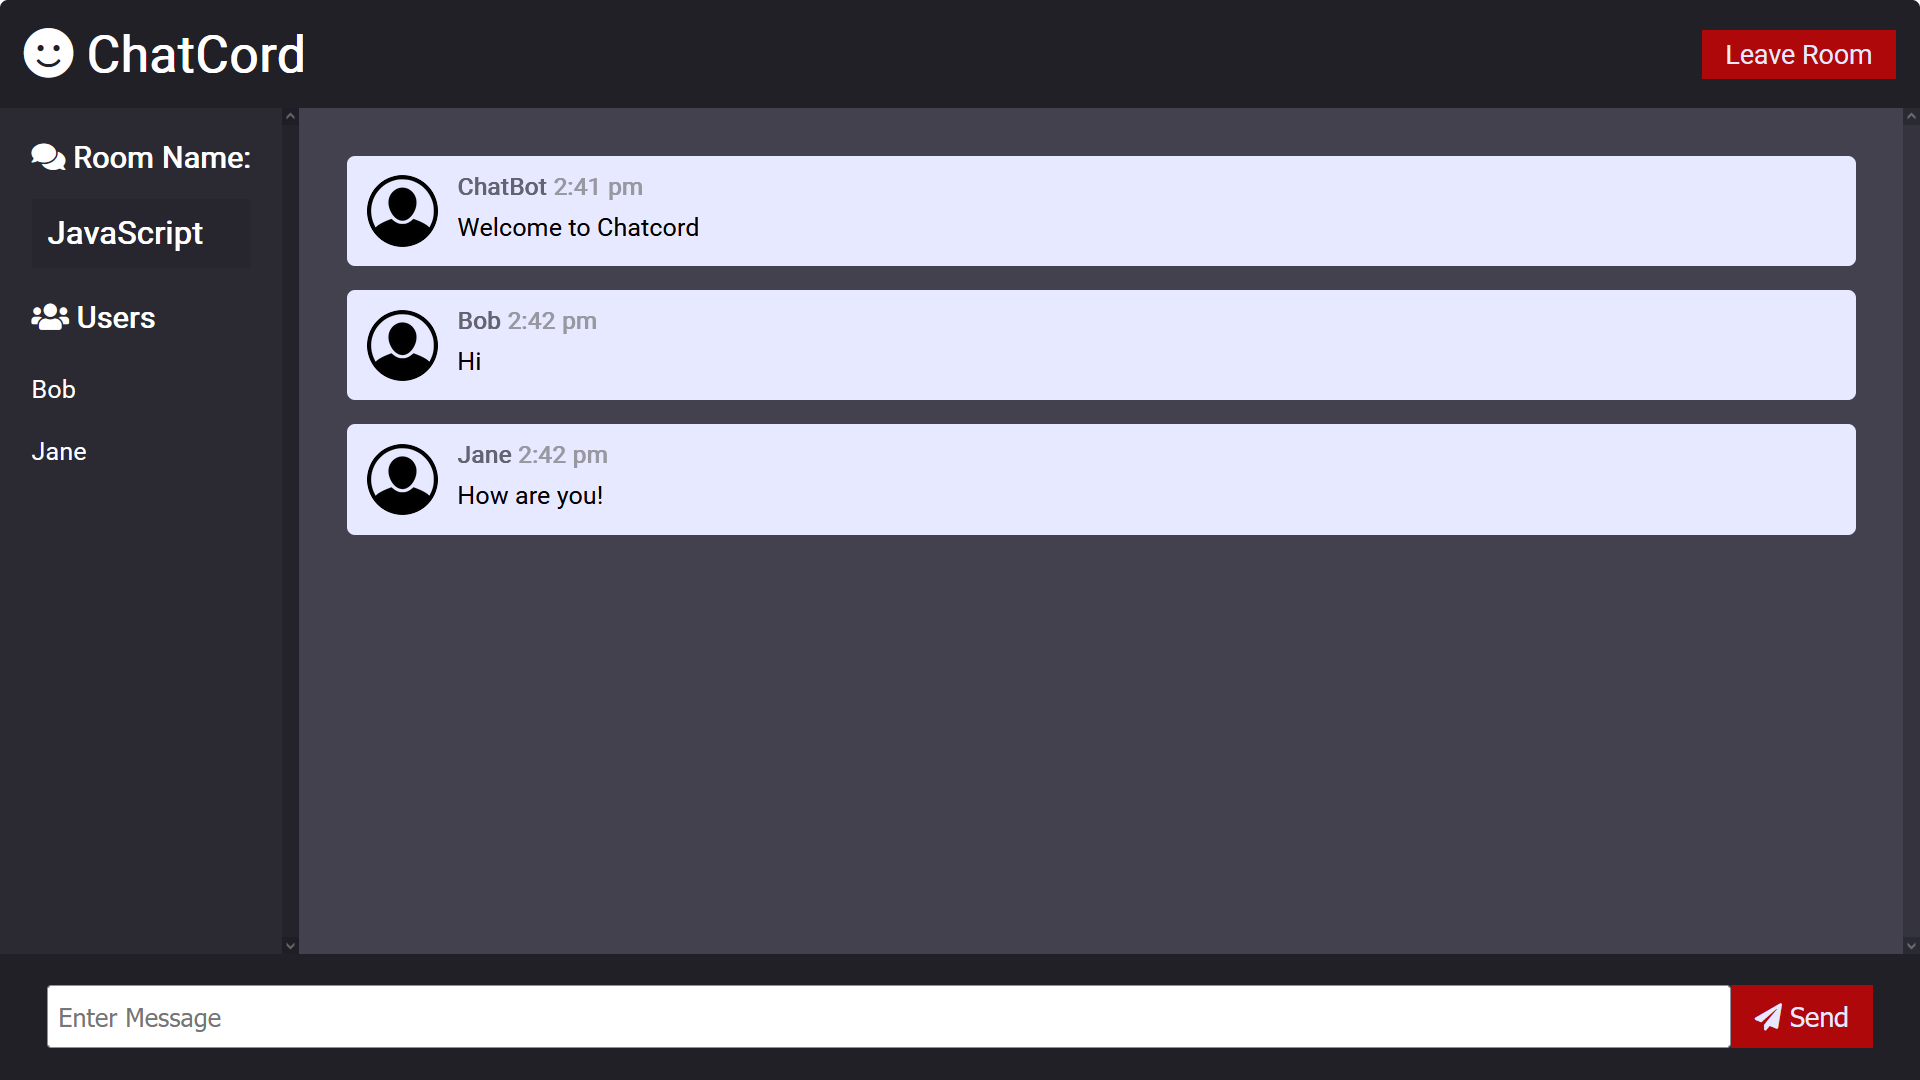 ChatCord
Leave Room
Room Name:
JavaScript
Users
Bob
Jane
ChatBot 2:41 pm
Welcome to Chatcord
Bob 2:42 pm
Hi
Jane 2:42 pm
How are you!
Enter Message
Send